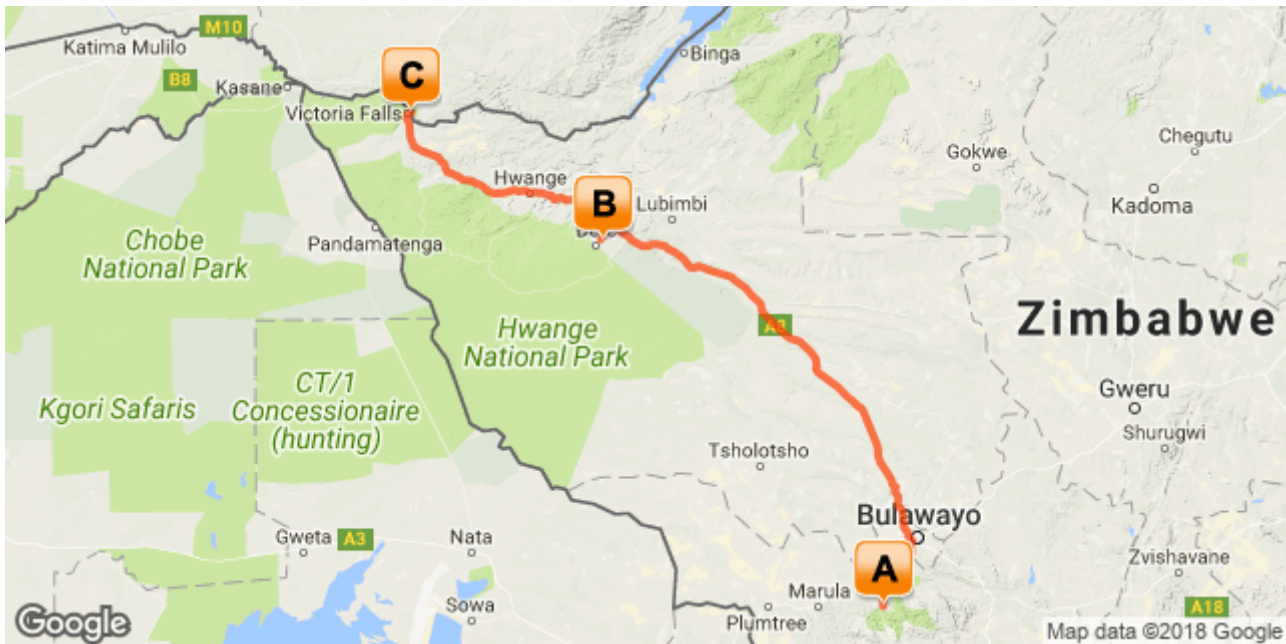 M10
Katima Mulilo
B8
Kasane
C
Victoria Falls
Binga
Chegutu
Gokwe
Hwange
B
Lubimbi
Kadoma
Pandamatenga
Chobe
National Park
Hwange
National Park
Zimbabwe
CT/1
Concessionaire
(hunting)
Kgori Safaris
Gweru
Shurugwi
Tsholotsho
Bulawayo
Gweta
A3
Nata
A
Zvishavane
Marula
Sowa
Plumtree
A18
Google
Map data ©2018 Google